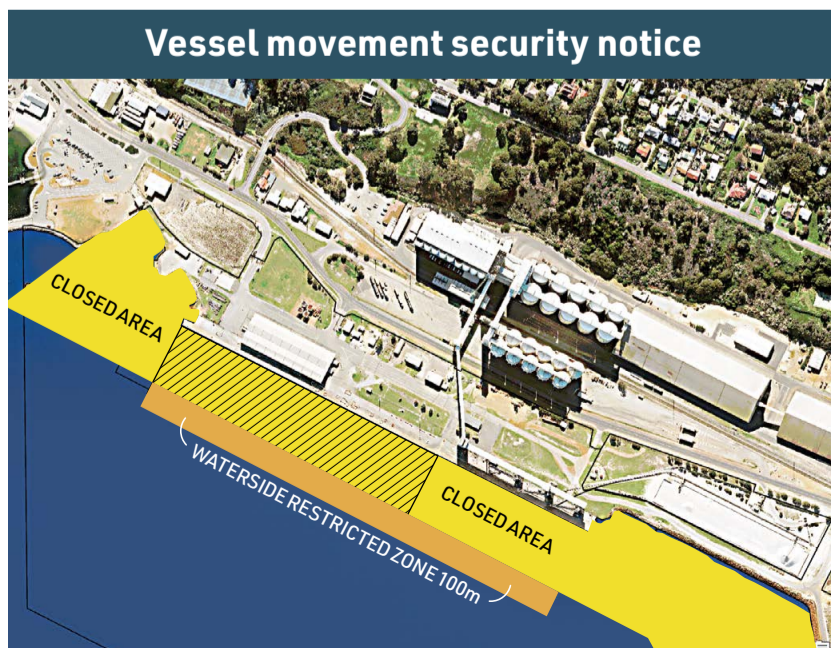 Vessel movement security notice
CLOSED AREA
WATERSIDE RESTRICTED ZONE 100m
CLOSED AREA